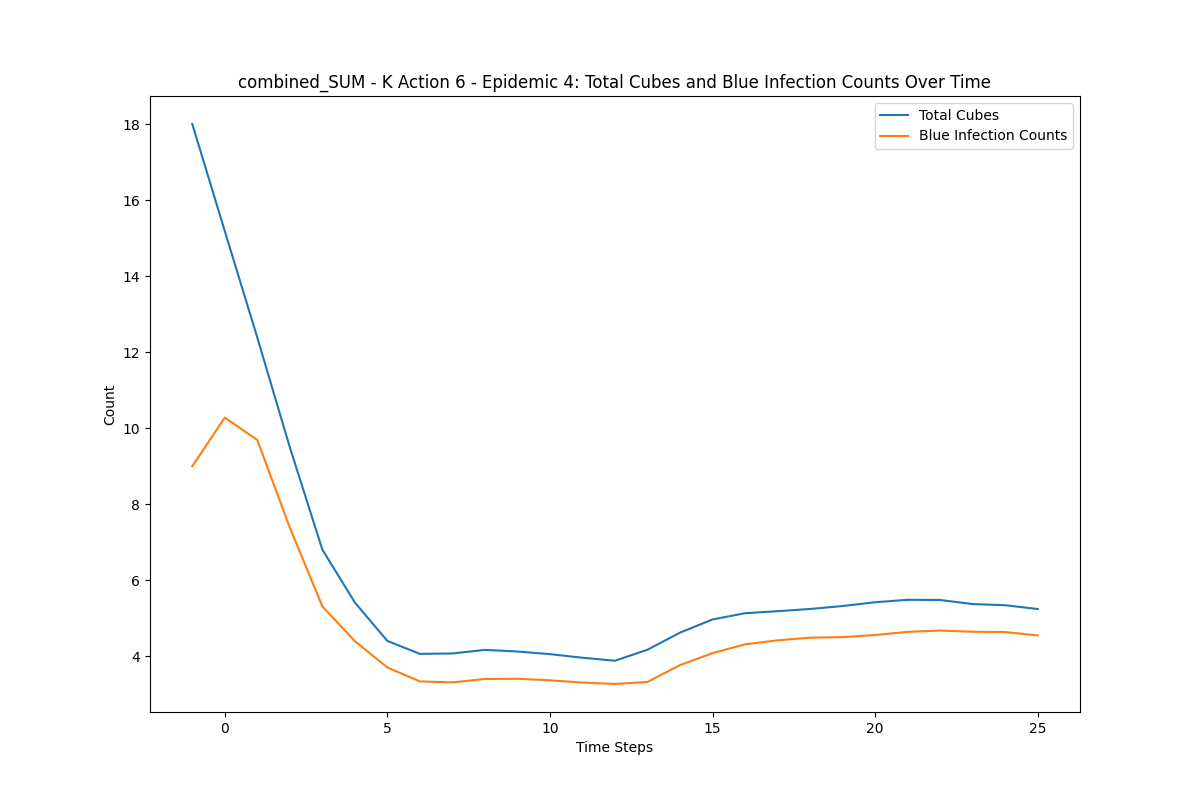 combined_SUM - K Action 6 - Epidemic 4: Total Cubes and Blue Infection Counts Over Time
Total Cubes
Blue Infection Counts
18
16
14
12
10
8
6
4
Count
0 5 10 15 20 25
Time Steps